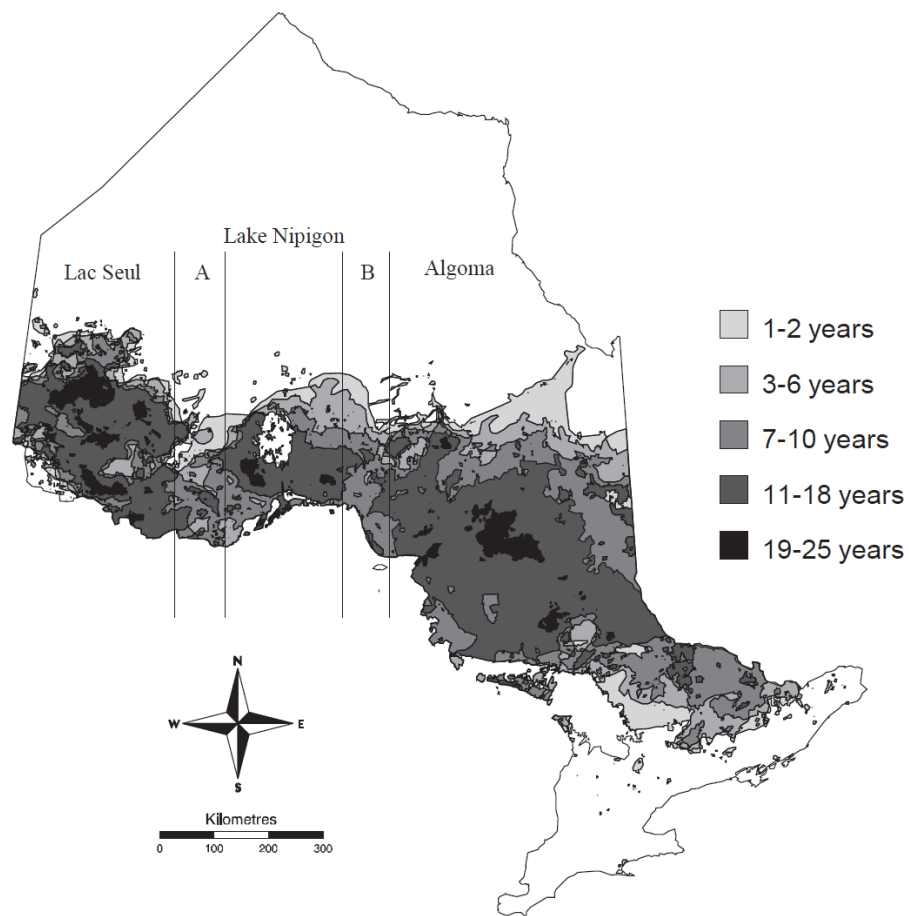 Lake Nipigon
Lac Seul
A
B
Algoma
1-2 years
3-6 years
7-10 years
11-18 years
19-25 years
N
W
E
S
Kilometres
0 100 200 300